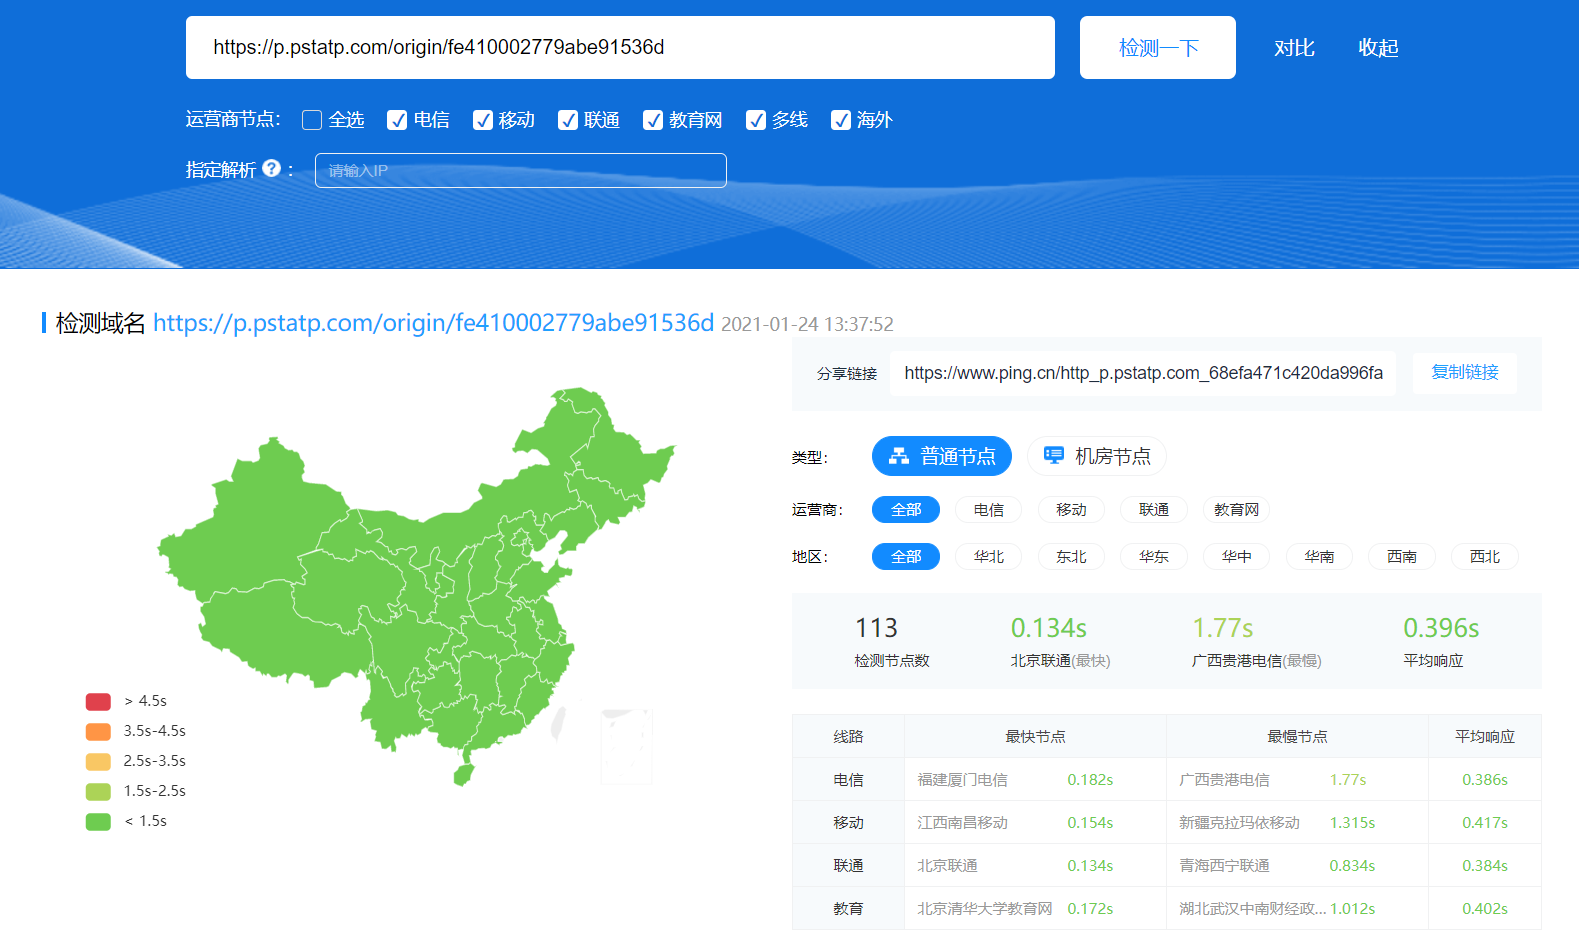 https://p.pstatp.com/origin/fe410002779abe91536d
检测一下 对比 收起
运营商节点： 全选 电信 移动 联通 教育网 多线 海外
指定解析 ? ： 请输入IP
检测域名 https://p.pstatp.com/origin/fe410002779abe91536d 2021-01-24 13:37:52
分享链接 https://www.ping.cn/http_p.pstatp.com_68efa471c420da996fa 复制链接
类型： 普通节点 机房节点
运营商： 全部 电信 移动 联通 教育网
地区： 全部 华北 东北 华东 华中 华南 西南 西北
113 0.134s 1.77s 0.396s
检测节点数 北京联通(最快) 广西贵港电信(最慢) 平均响应
> 4.5s
3.5s-4.5s
2.5s-3.5s
1.5s-2.5s
< 1.5s
线路 最快节点 最慢节点 平均响应
电信 福建厦门电信 0.182s 广西贵港电信 1.77s 0.386s
移动 江西南昌移动 0.154s 新疆克拉玛依移动 1.315s 0.417s
联通 北京联通 0.134s 青海西宁联通 0.834s 0.384s
教育 北京清华大学教育网 0.172s 湖北武汉中南财经政... 1.012s 0.402s